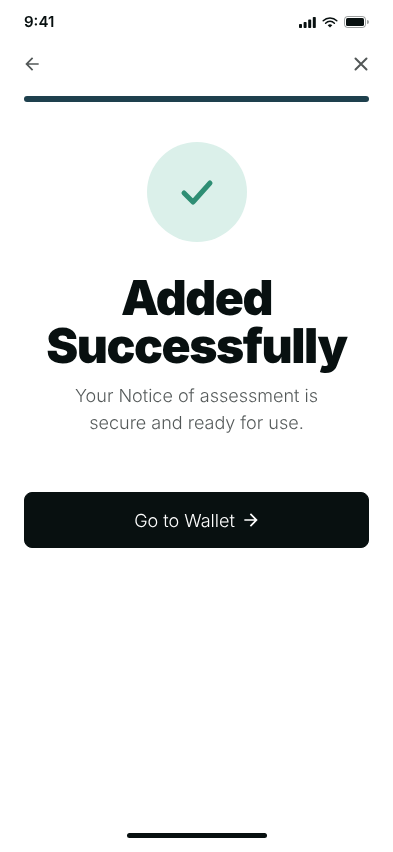 9:41
Added
Successfully
Your Notice of assessment is
secure and ready for use.
Go to Wallet →